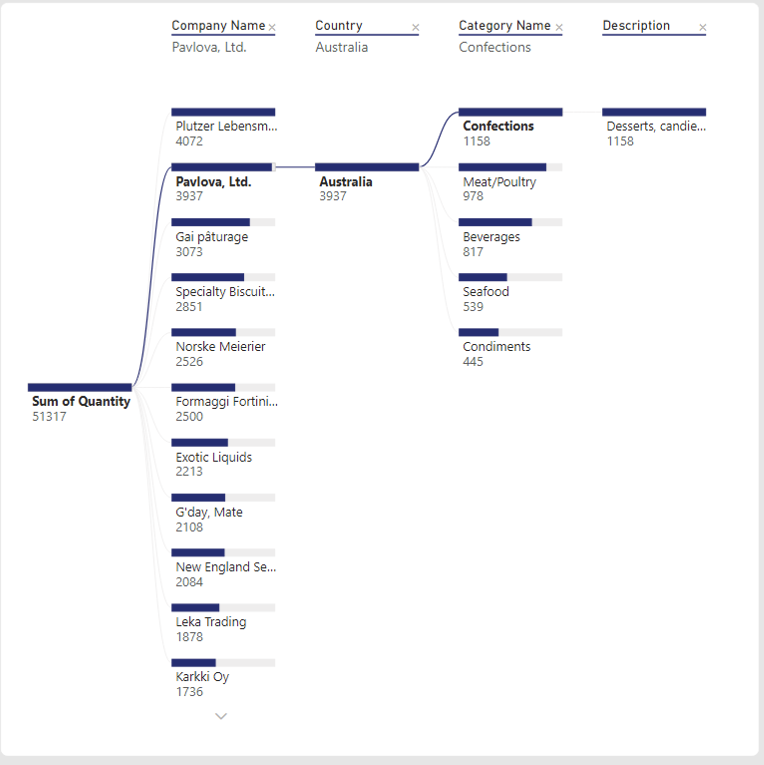 Company Name ×
Pavlova, Ltd.
Country ×
Australia
Category Name ×
Confections
Description ×
Plutzer Lebensm...
4072
Pavlova, Ltd.
3937
Gai pâturage
3073
Specialty Biscuit...
2851
Norske Meierier
2526
Formaggi Fortini...
2500
Exotic Liquids
2213
G'day, Mate
2108
New England Se...
2084
Leka Trading
1878
Karkki Oy
1736
Sum of Quantity
51317
Australia
3937
Confections
1158
Meat/Poultry
978
Beverages
817
Seafood
539
Condiments
445
Desserts, candie...
1158